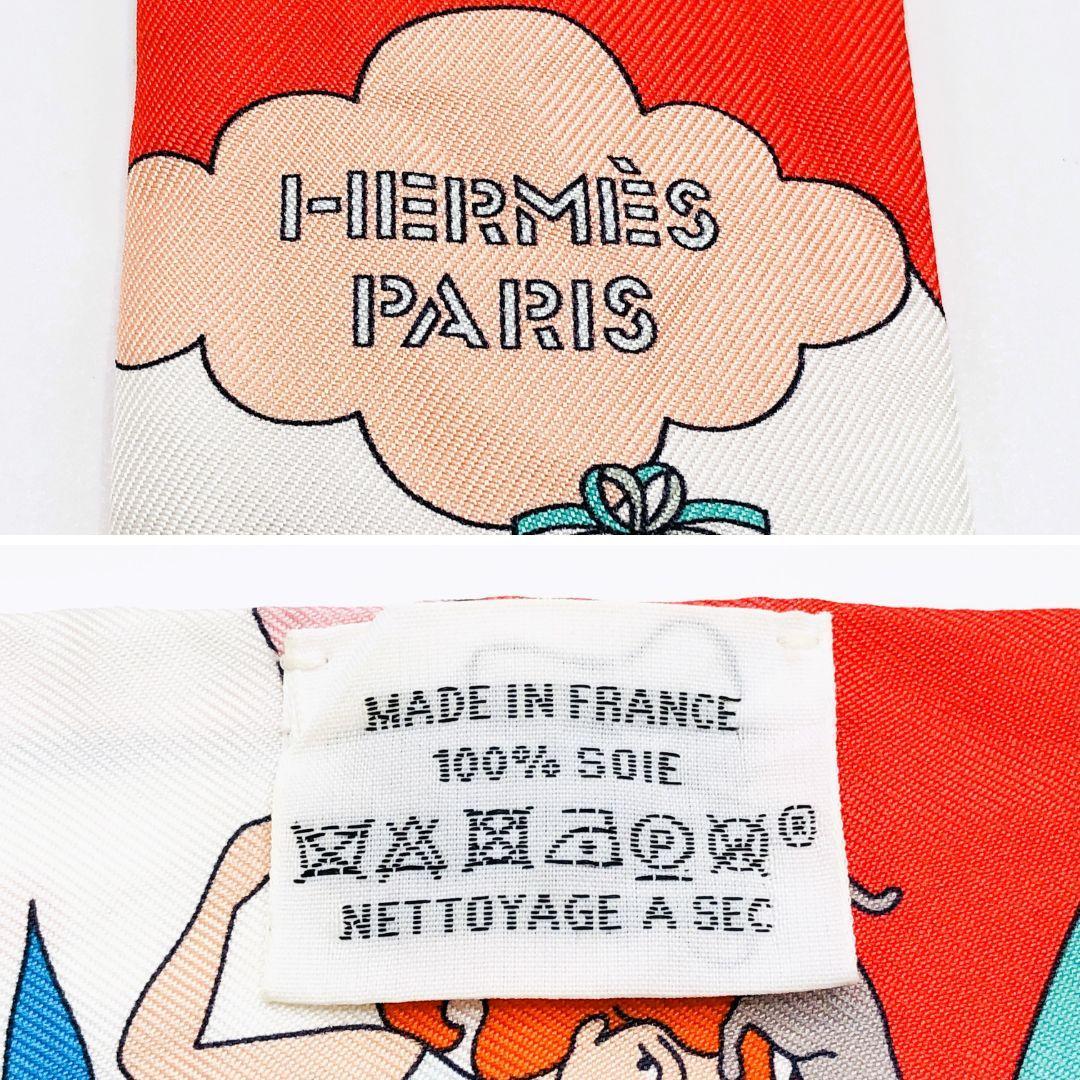 HERMÈS
PARIS
MADE IN FRANCE
100% SOIE
P ®
NETTOYAGE A SEC